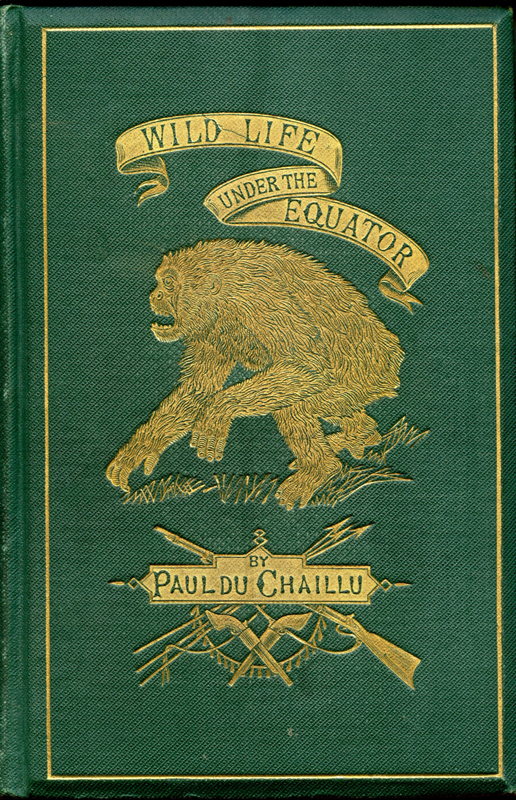 WILD LIFE
UNDER THE
EQUATOR
BY
PAUL DU CHAILLU